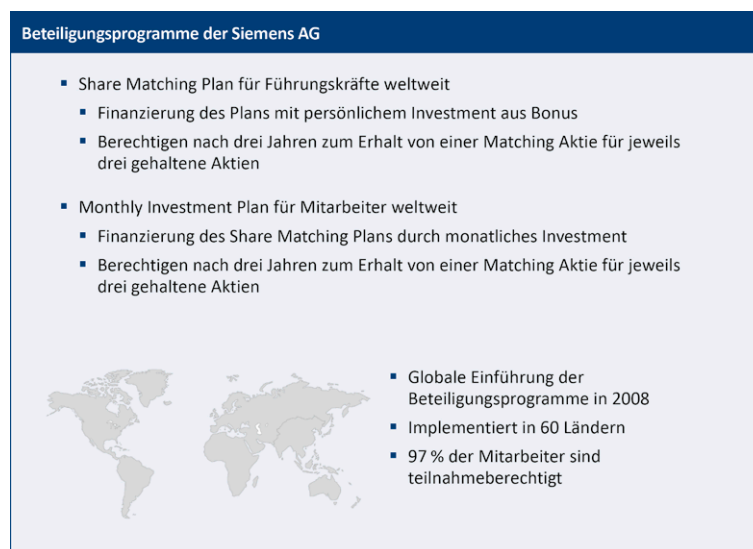 Beteiligungsprogramme der Siemens AG
▪ Share Matching Plan für Führungskräfte weltweit
▪ Finanzierung des Plans mit persönlichem Investment aus Bonus
▪ Berechtigen nach drei Jahren zum Erhalt von einer Matching Aktie für jeweils
drei gehaltene Aktien
▪ Monthly Investment Plan für Mitarbeiter weltweit
▪ Finanzierung des Share Matching Plans durch monatliches Investment
▪ Berechtigen nach drei Jahren zum Erhalt von einer Matching Aktie für jeweils
drei gehaltene Aktien
▪ Globale Einführung der
Beteiligungsprogramme in 2008
▪ Implementiert in 60 Ländern
▪ 97 % der Mitarbeiter sind
teilnahmeberechtigt